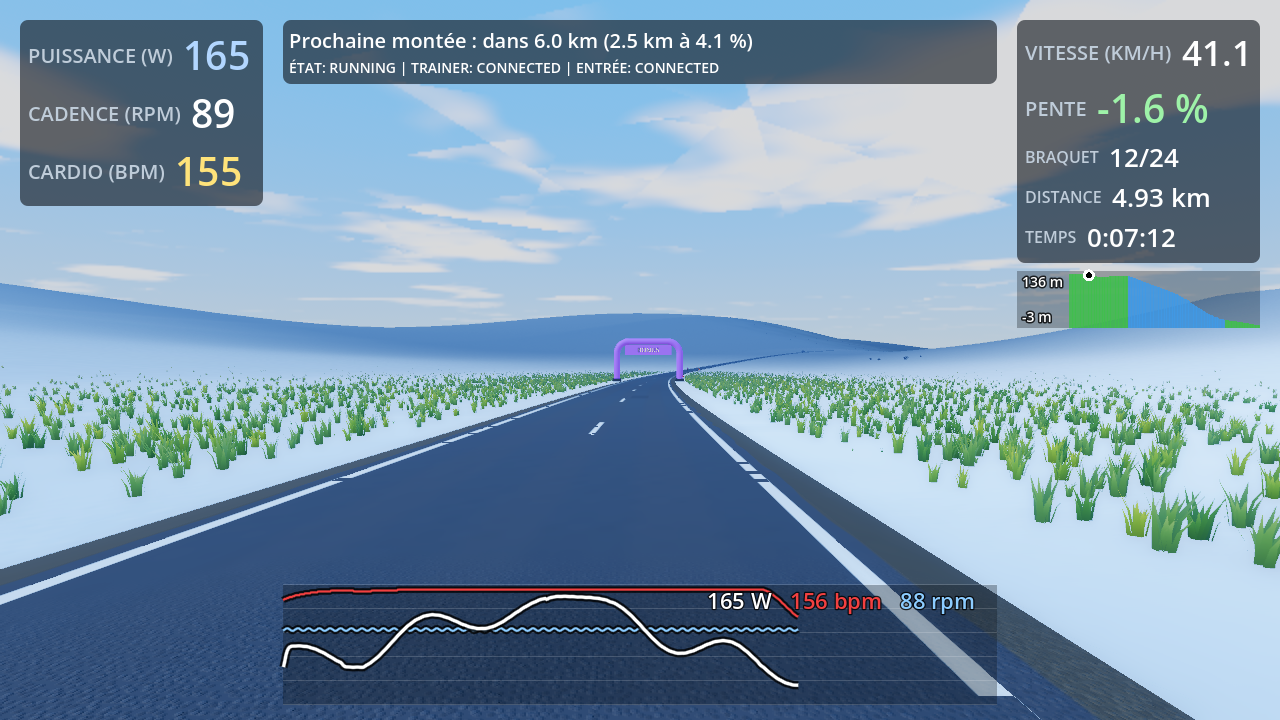 PUISSANCE (W) 165
CADENCE (RPM) 89
CARDIO (BPM) 155
Prochaine montée : dans 6.0 km (2.5 km à 4.1 %)
ÉTAT: RUNNING | TRAINER: CONNECTED | ENTRÉE: CONNECTED
VITESSE (KM/H) 41.1
PENTE -1.6 %
BRAQUET 12/24
DISTANCE 4.93 km
TEMPS 0:07:12
136 m
-3 m
165 W 156 bpm 88 rpm